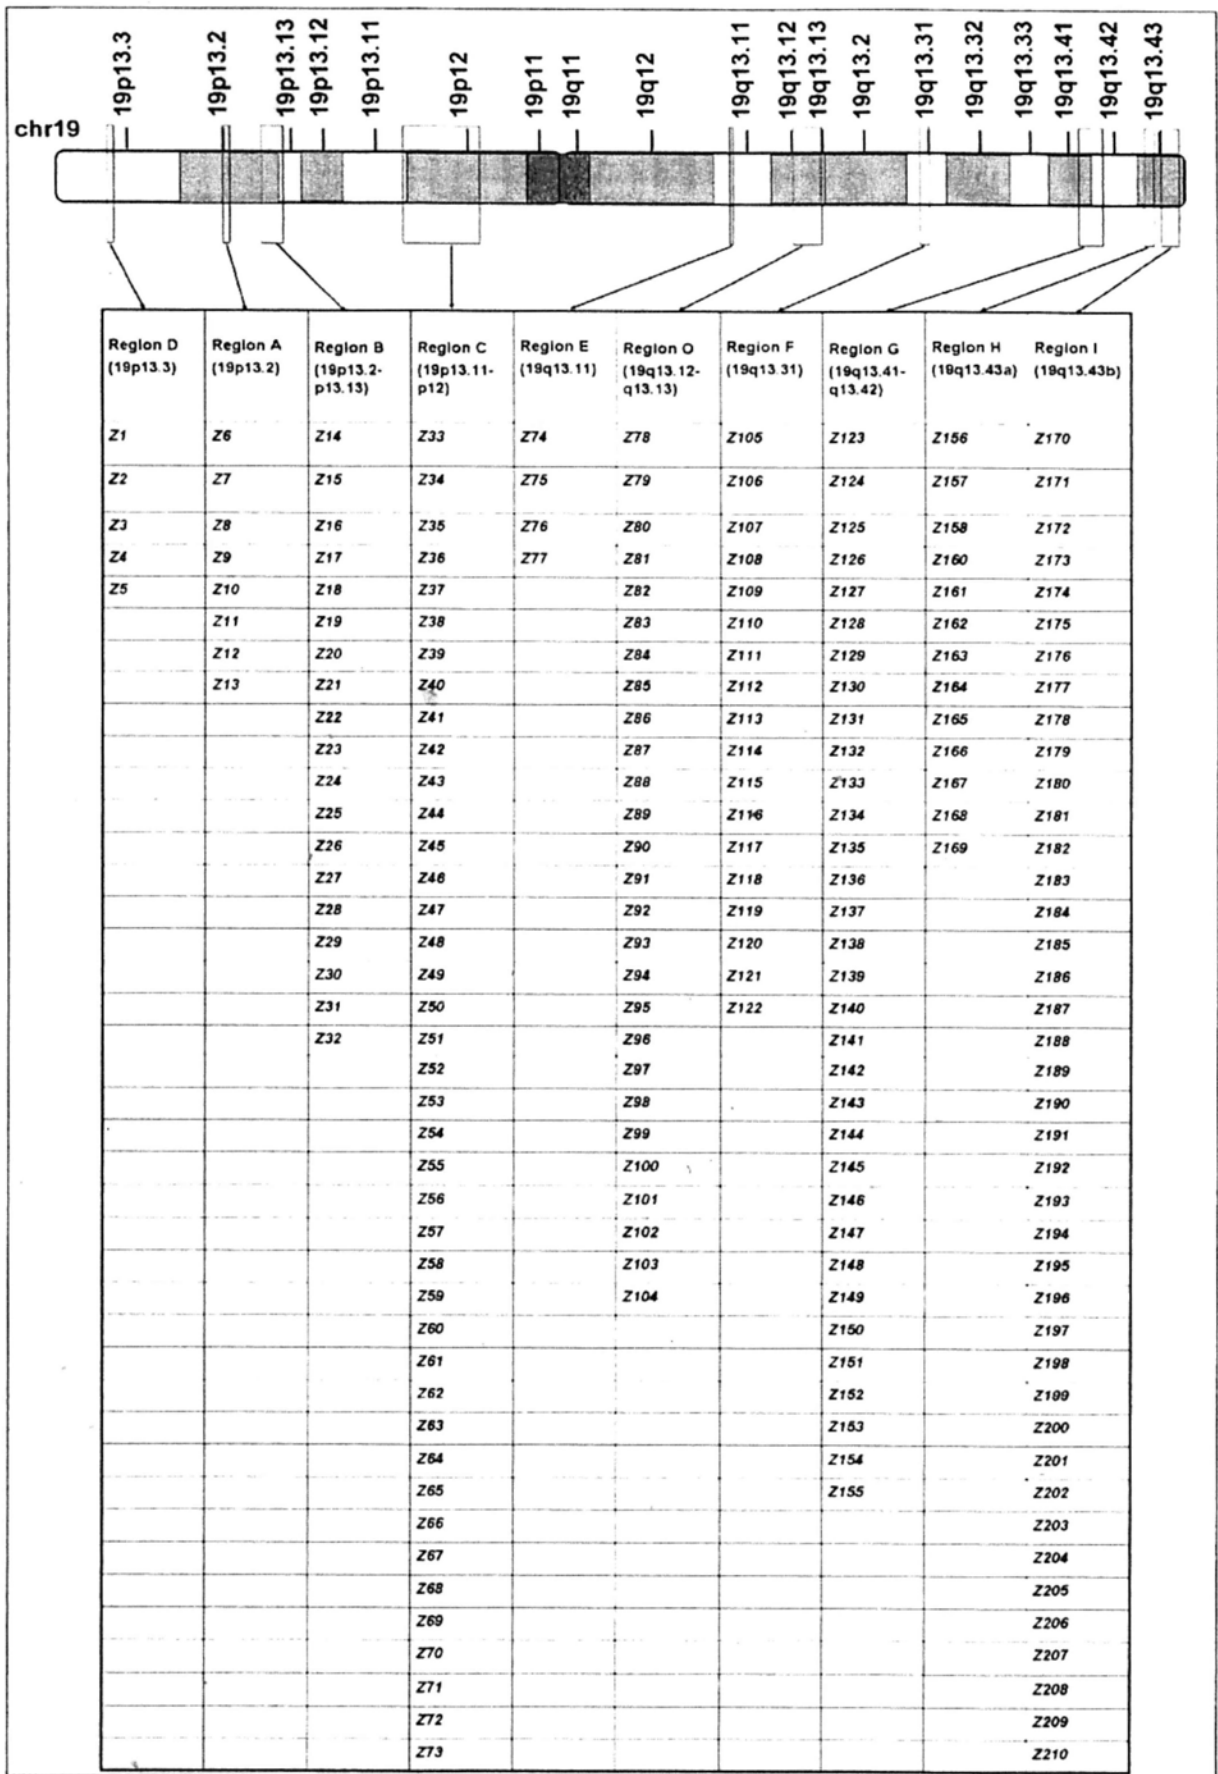 19p13.3 19p13.2 19p13.13 19p13.12 19p13.11 19p12 19p11 19q11 19q12 19q13.11 19q13.12 19q13.13 19q13.2 19q13.31 19q13.32 19q13.33 19q13.41 19q13.42 19q13.43
chr19
Region D Region A Region B Region C Region E Region O Region F Region G Region H Region I
(19p13.3) (19p13.2) (19p13.2- (19p13.11- (19q13.11) (19q13.12- (19q13.31) (19q13.41- (19q13.43a) (19q13.43b)
p13.13) p12) q13.13) q13.42)
Z1 Z6 Z14 Z33 Z74 Z78 Z105 Z123 Z156 Z170
Z2 Z7 Z15 Z34 Z75 Z79 Z106 Z124 Z157 Z171
Z3 Z8 Z16 Z35 Z76 Z80 Z107 Z125 Z158 Z172
Z4 Z9 Z17 Z36 Z77 Z81 Z108 Z126 Z160 Z173
Z5 Z10 Z18 Z37 Z82 Z109 Z127 Z161 Z174
Z11 Z19 Z38 Z83 Z110 Z128 Z162 Z175
Z12 Z20 Z39 Z84 Z111 Z129 Z163 Z176
Z13 Z21 Z40 Z85 Z112 Z130 Z164 Z177
Z22 Z41 Z86 Z113 Z131 Z165 Z178
Z23 Z42 Z87 Z114 Z132 Z166 Z179
Z24 Z43 Z88 Z115 Z133 Z167 Z180
Z25 Z44 Z89 Z116 Z134 Z168 Z181
Z26 Z45 Z90 Z117 Z135 Z169 Z182
Z27 Z46 Z91 Z118 Z136 Z183
Z28 Z47 Z92 Z119 Z137 Z184
Z29 Z48 Z93 Z120 Z138 Z185
Z30 Z49 Z94 Z121 Z139 Z186
Z31 Z50 Z95 Z122 Z140 Z187
Z32 Z51 Z96 Z141 Z188
Z52 Z97 Z142 Z189
Z53 Z98 Z143 Z190
Z54 Z99 Z144 Z191
Z55 Z100 Z145 Z192
Z56 Z101 Z146 Z193
Z57 Z102 Z147 Z194
Z58 Z103 Z148 Z195
Z59 Z104 Z149 Z196
Z60 Z150 Z197
Z61 Z151 Z198
Z62 Z152 Z199
Z63 Z153 Z200
Z64 Z154 Z201
Z65 Z155 Z202
Z66 Z203
Z67 Z204
Z68 Z205
Z69 Z206
Z70 Z207
Z71 Z208
Z72 Z209
Z73 Z210